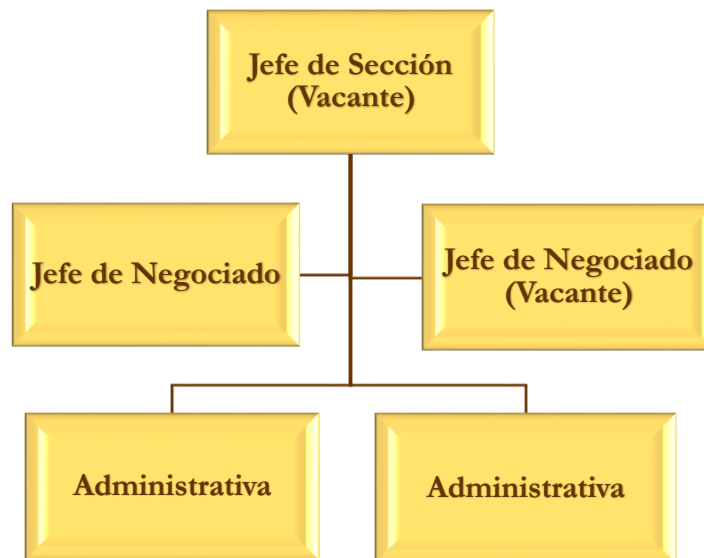 Jefe de Sección
(Vacante)
Jefe de Negociado
Jefe de Negociado
(Vacante)
Administrativa
Administrativa